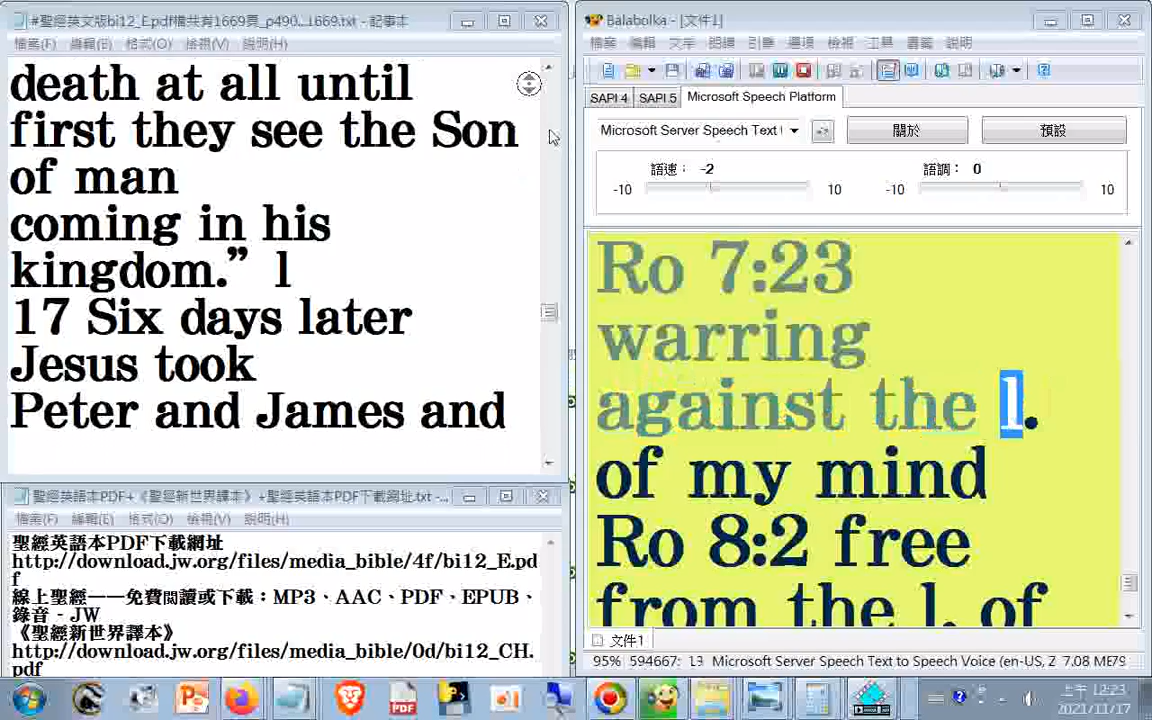 #聖經英文版bi12_E.pdf檔共有1669頁_p490...1669.txt - 記事本
檔案(F) 編輯(E) 格式(O) 檢視(V) 說明(H)
death at all until
first they see the Son
of man
coming in his
kingdom.” l
17 Six days later
Jesus took
Peter and James and
聖經英語本PDF+《聖經新世界譯本》+聖經英語本PDF下載網址.txt -...
檔案(F) 編輯(E) 格式(O) 檢視(V) 說明(H)
聖經英語本PDF下載網址
http://download.jw.org/files/media_bible/4f/bi12_E.pd
f
線上聖經——免費閱讀或下載：MP3、AAC、PDF、EPUB、
錄音 - JW
《聖經新世界譯本》
http://download.jw.org/files/media_bible/0d/bi12_CH.
pdf
Balabolka - [文件1]
檔案 編輯 文字 朗讀 引擎 選項 檢視 工具 書籤 說明
SAPI 4 SAPI 5 Microsoft Speech Platform
Microsoft Server Speech Text 關於 預設
語速： -2 語調： 0
-10 10 -10 10
Ro 7:23
warring
against the l.
of my mind
Ro 8:2 free
from the l. of
文件1
95% 594667: 13 Microsoft Server Speech Text to Speech Voice (en-US, Z 7.08 ME79
PDF
上午 12:23
2021/11/17